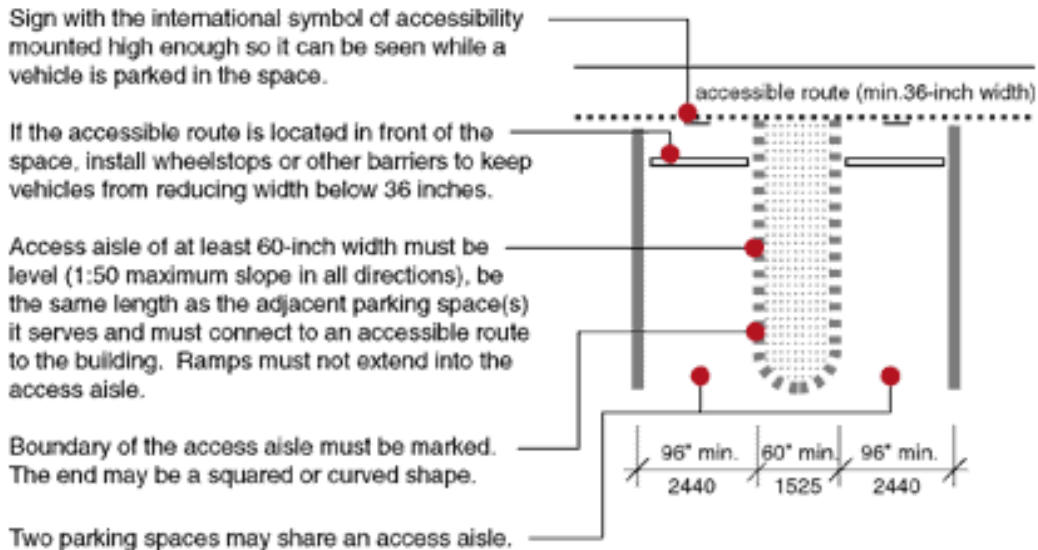 Sign with the international symbol of accessibility
mounted high enough so it can be seen while a
vehicle is parked in the space.
If the accessible route is located in front of the
space, install wheelstops or other barriers to keep
vehicles from reducing width below 36 inches.
Access aisle of at least 60-inch width must be
level (1:50 maximum slope in all directions), be
the same length as the adjacent parking space(s)
it serves and must connect to an accessible route
to the building.  Ramps must not extend into the
access aisle.
Boundary of the access aisle must be marked.
The end may be a squared or curved shape.
Two parking spaces may share an access aisle.
accessible route (min.36-inch width)
96" min. 60" min. 96" min.
2440 1525 2440